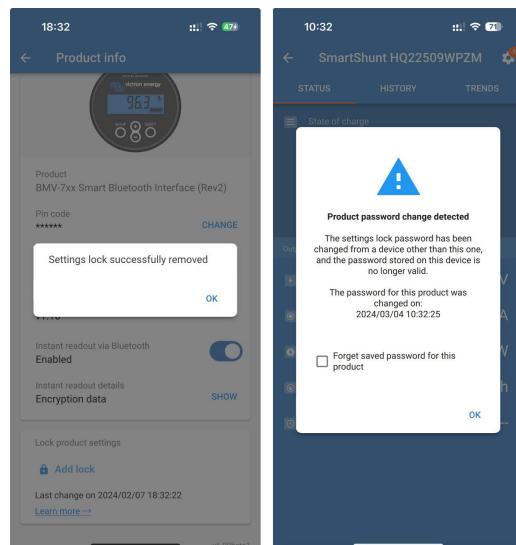 18:32
47
Product info
victron energy
96.3
Product
BMV-7xx Smart Bluetooth Interface
(Rev2)
Pin code
******
CHANGE
Settings lock successfully removed
OK
Instant readout via Bluetooth
Enabled
Instant readout details
Encryption data
SHOW
Lock product settings
Add lock
Last change on 2024/02/07 18:32:22
Learn more →
10:32
71
SmartShunt HQ22509WPZM
STATUS
HISTORY
TRENDS
State of charge
Product password change detected
The settings lock password has been
changed from a device other than this one,
and the password stored on this device is
no longer valid.
The password for this product was
changed on:
2024/03/04 10:32:25
Forget saved password for this
product
OK
V
A
W
h